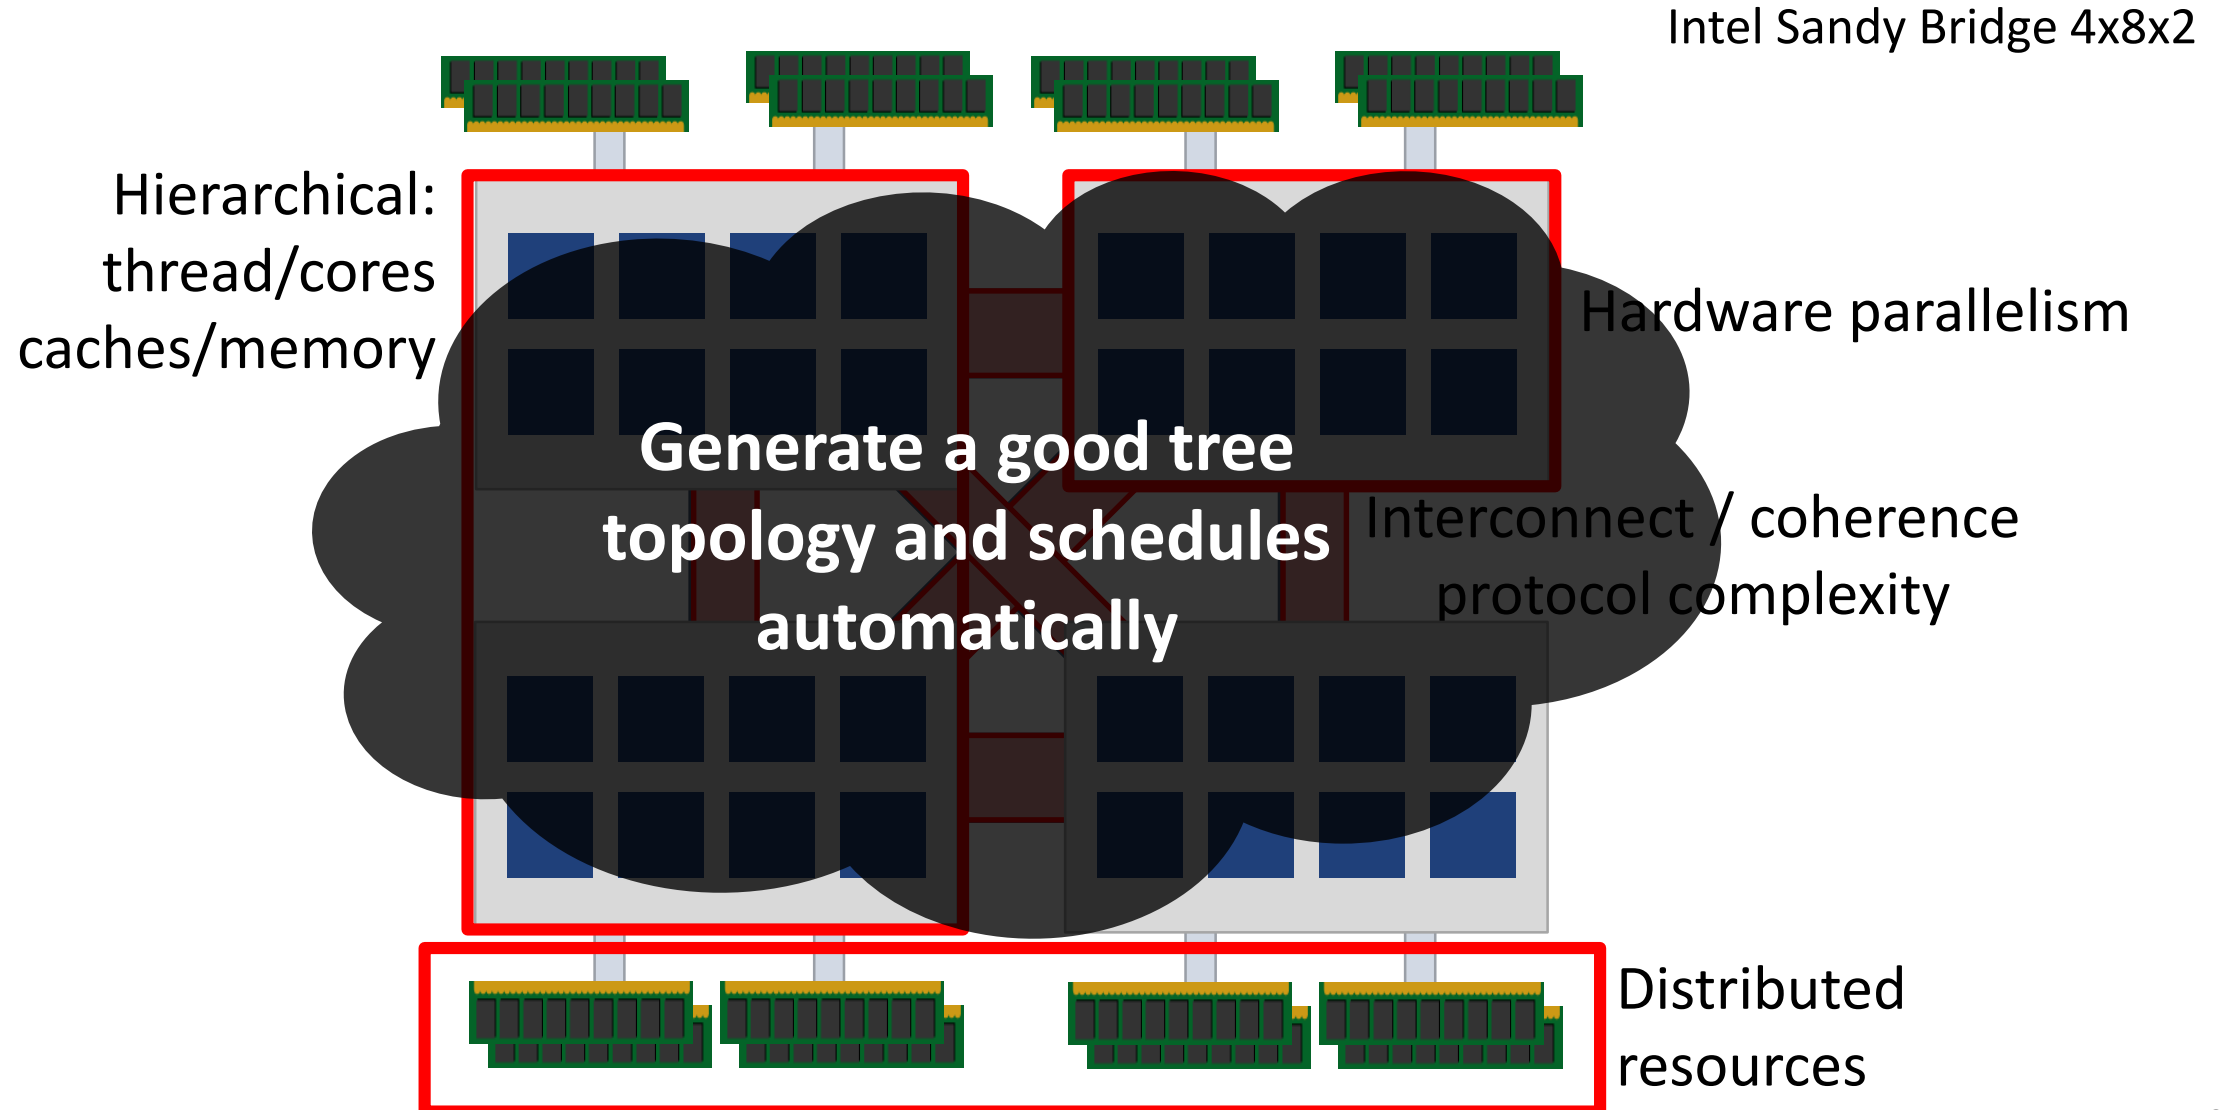 Intel Sandy Bridge 4x8x2
Hierarchical:
thread/cores
caches/memory
Hardware parallelism
Generate a good tree
topology and schedules
automatically
Interconnect / coherence
protocol complexity
Distributed
resources